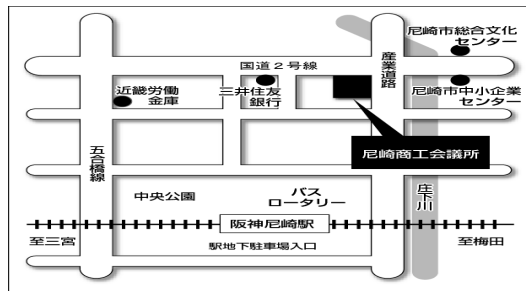 尼崎市総合文化
センター
産業道路
国道2号線
近畿労働
金庫
三井住友
銀行
尼崎市中小企業
センター
五合橋線
尼崎商工会議所
中央公園
バス
ロータリー
庄下川
阪神尼崎駅
至三宮
至梅田
駅地下駐車場入口